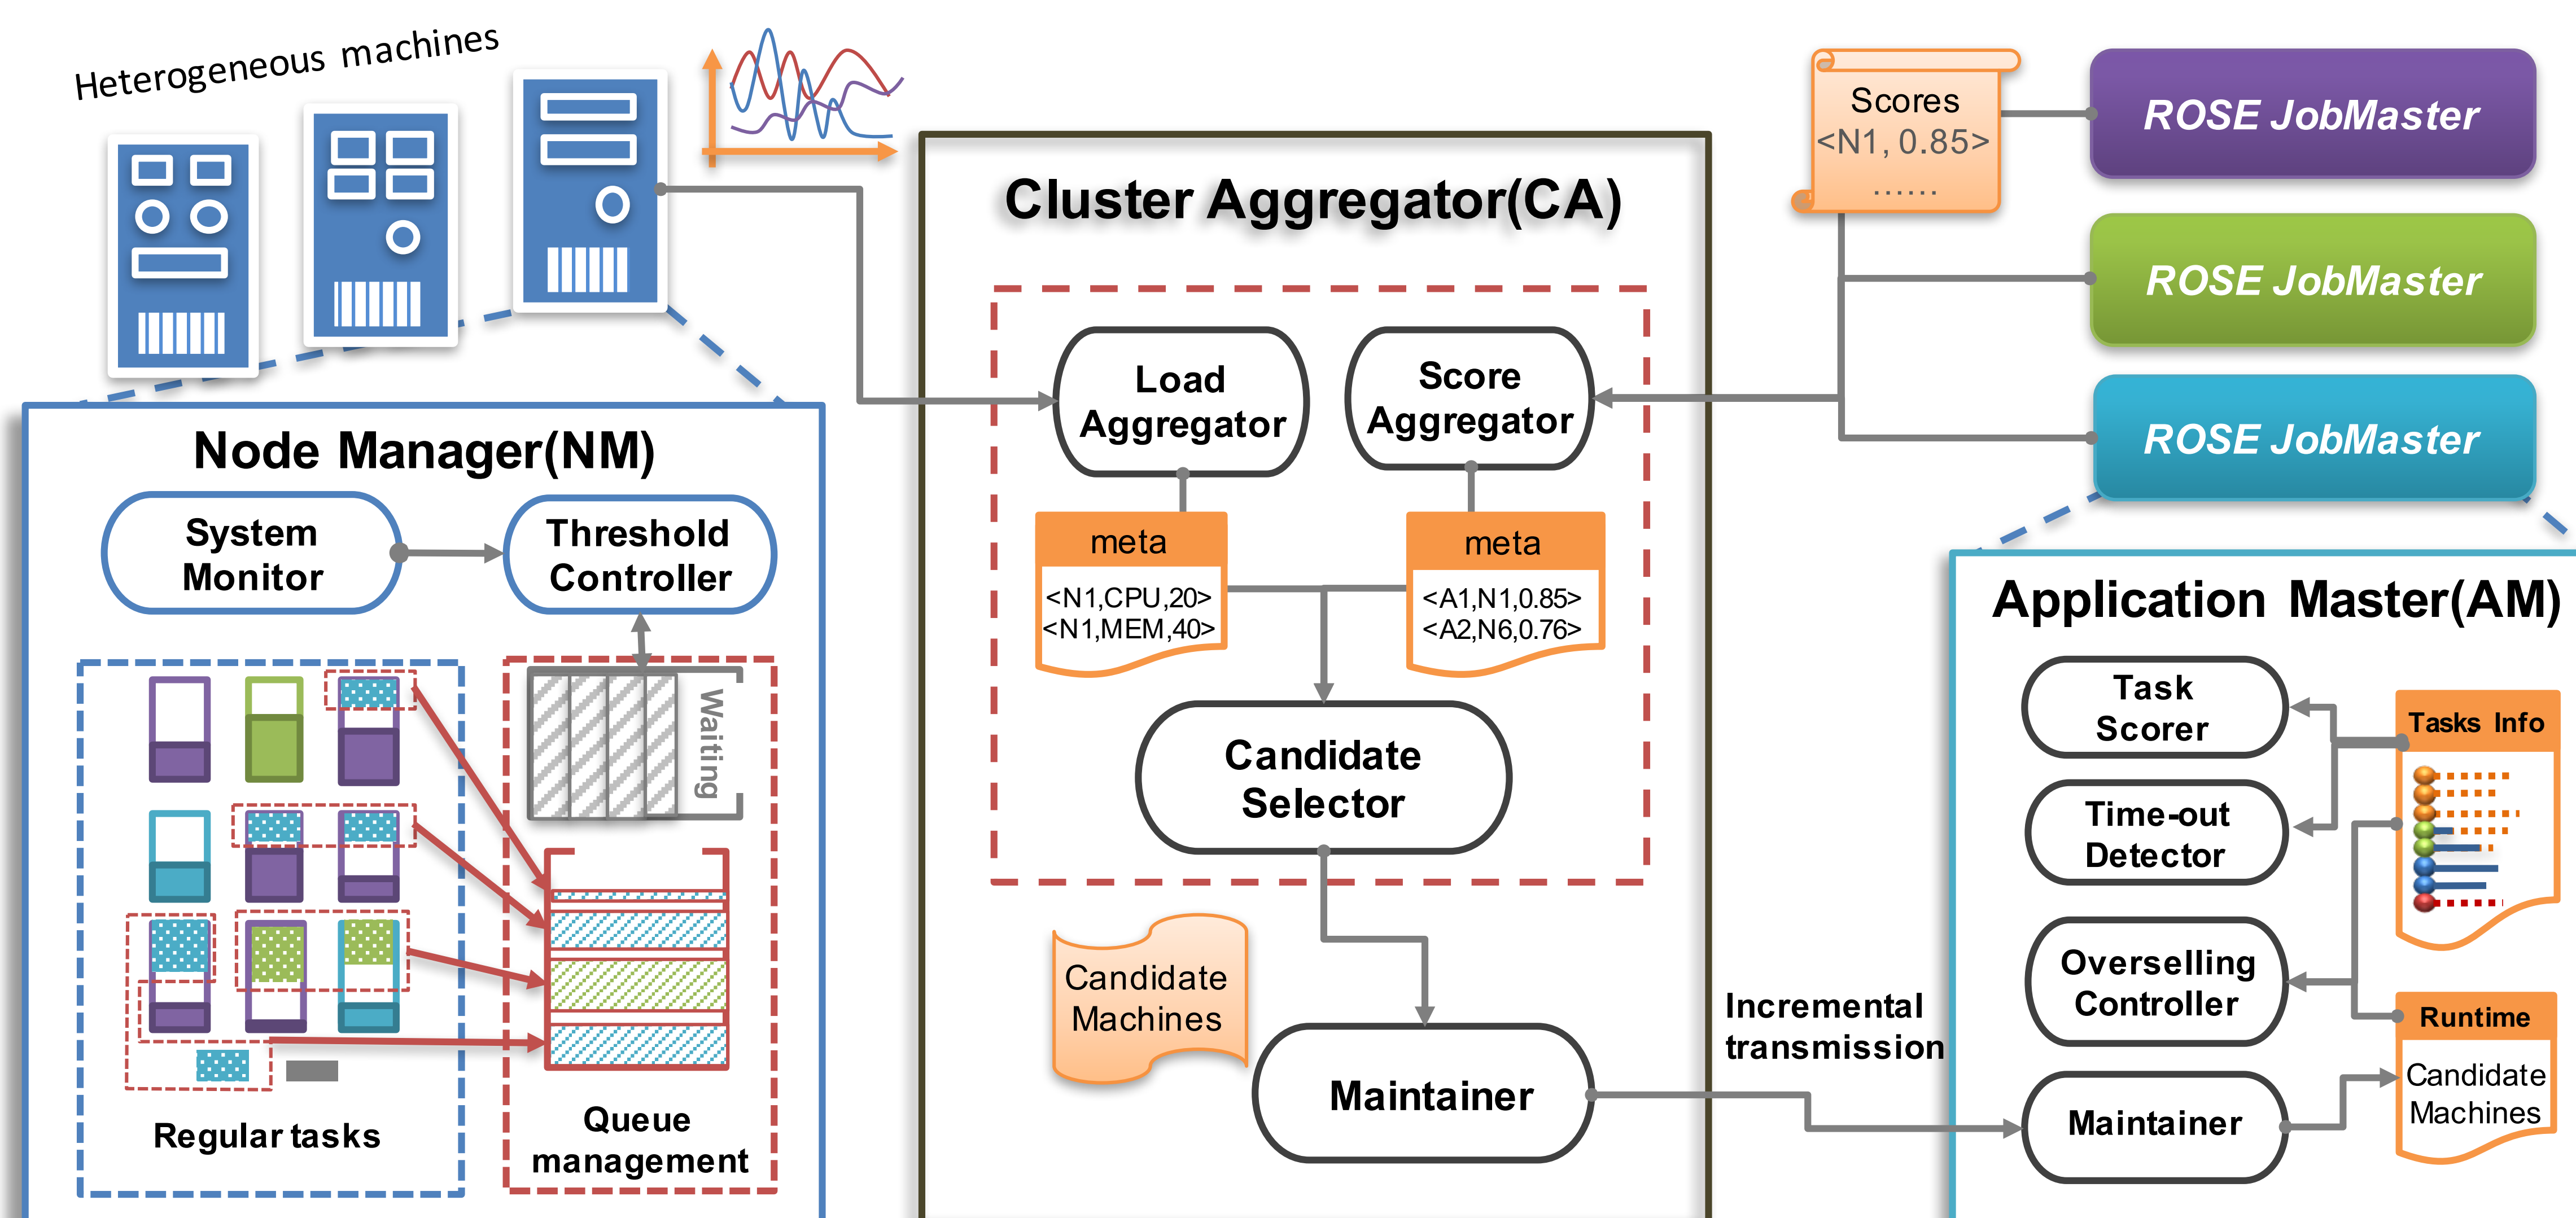 Heterogeneous machines
Node Manager(NM)
System
Monitor
Threshold
Controller
Waiting
Regular tasks
Queue
management
Cluster Aggregator(CA)
Load
Aggregator
Score
Aggregator
meta
<N1,CPU,20>
<N1,MEM,40>
meta
<A1,N1,0.85>
<A2,N6,0.76>
Candidate
Selector
Candidate
Machines
Maintainer
Incremental
transmission
Scores
<N1, 0.85>
......
ROSE JobMaster
ROSE JobMaster
ROSE JobMaster
Application Master(AM)
Task
Scorer
Time-out
Detector
Overselling
Controller
Maintainer
Tasks Info
Runtime
Candidate
Machines